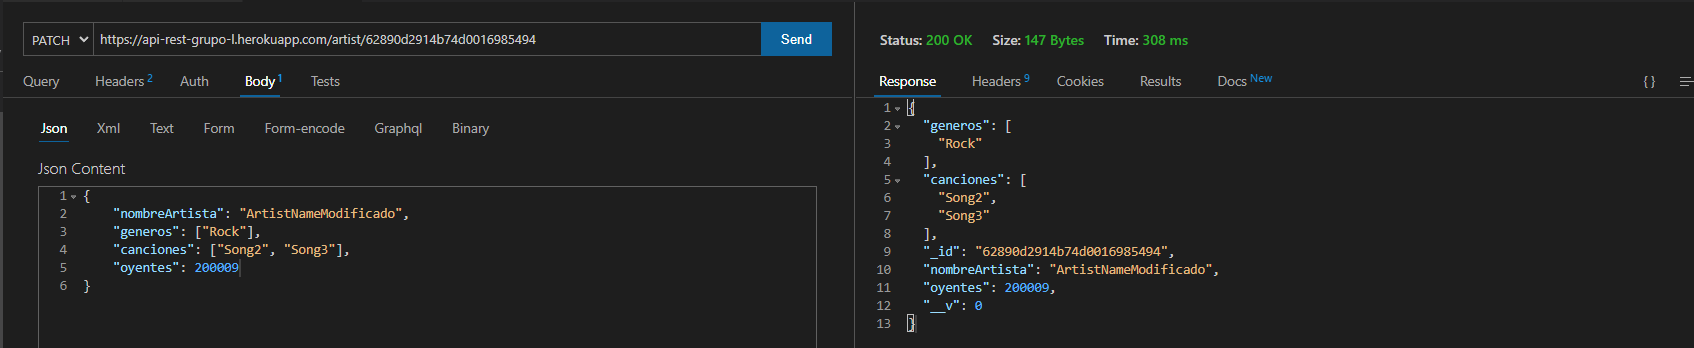 PATCH https://api-rest-grupo-l.herokuapp.com/artist/62890d2914b74d0016985494 Send
Query Headers 2 Auth Body 1 Tests
Json Xml Text Form Form-encode Graphql Binary
Json Content
1 {
2 "nombreArtista": "ArtistNameModificado",
3 "generos": ["Rock"],
4 "canciones": ["Song2", "Song3"],
5 "oyentes": 200009
6 }
Status: 200 OK Size: 147 Bytes Time: 308 ms
Response Headers 9 Cookies Results Docs New { }
1 {
2 "generos": [
3 "Rock"
4 ],
5 "canciones": [
6 "Song2",
7 "Song3"
8 ],
9 "_id": "62890d2914b74d0016985494",
10 "nombreArtista": "ArtistNameModificado",
11 "oyentes": 200009,
12 "__v": 0
13 }